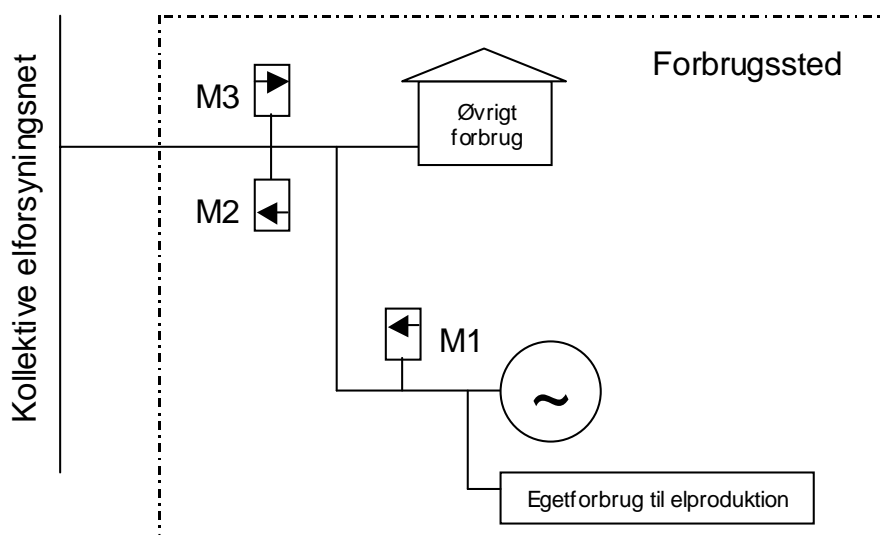 Kollektive elforsyningsnet
Forbrugssted
M3
Øvrigt
forbrug
M2
M1
~
Egetforbrug til elproduktion